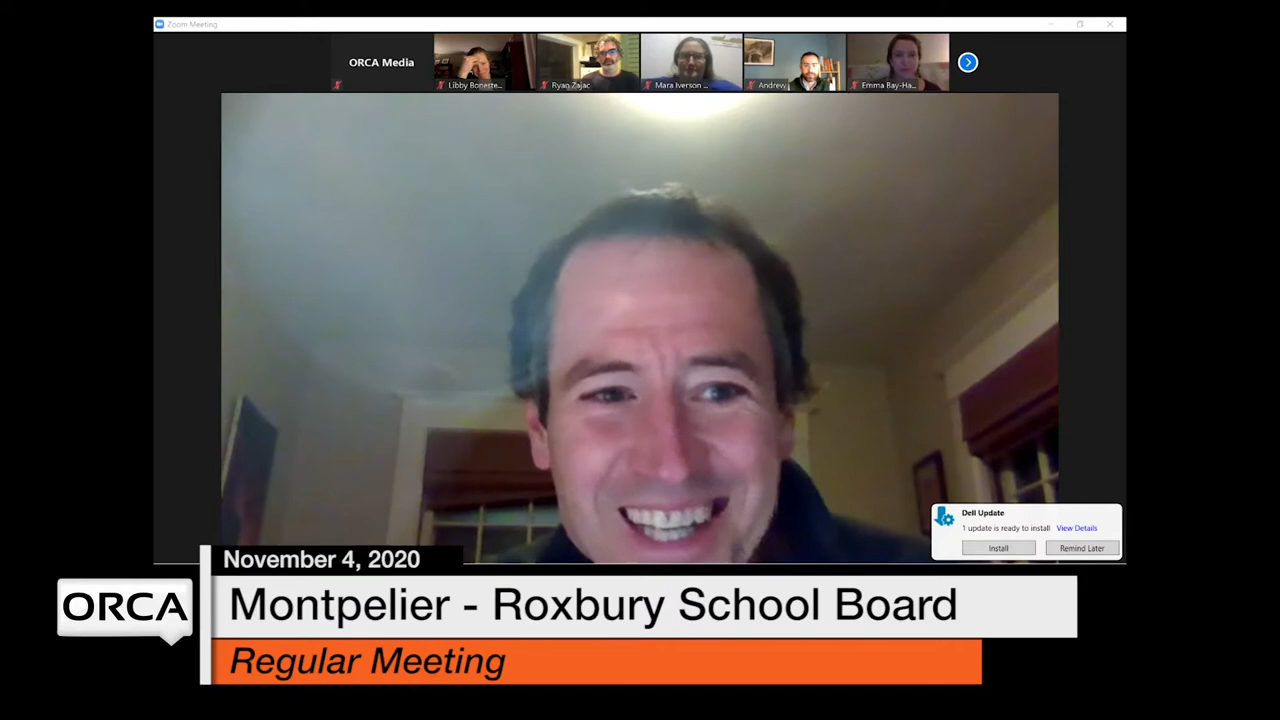 Zoom Meeting
ORCA Media
Libby Boneste...
Ryan Zajac
Mara Iverson ...
Andrew
Emma Bay-Ha...
Dell Update
1 update is ready to install View Details
Install
Remind Later
November 4, 2020
ORCA
Montpelier - Roxbury School Board
Regular Meeting